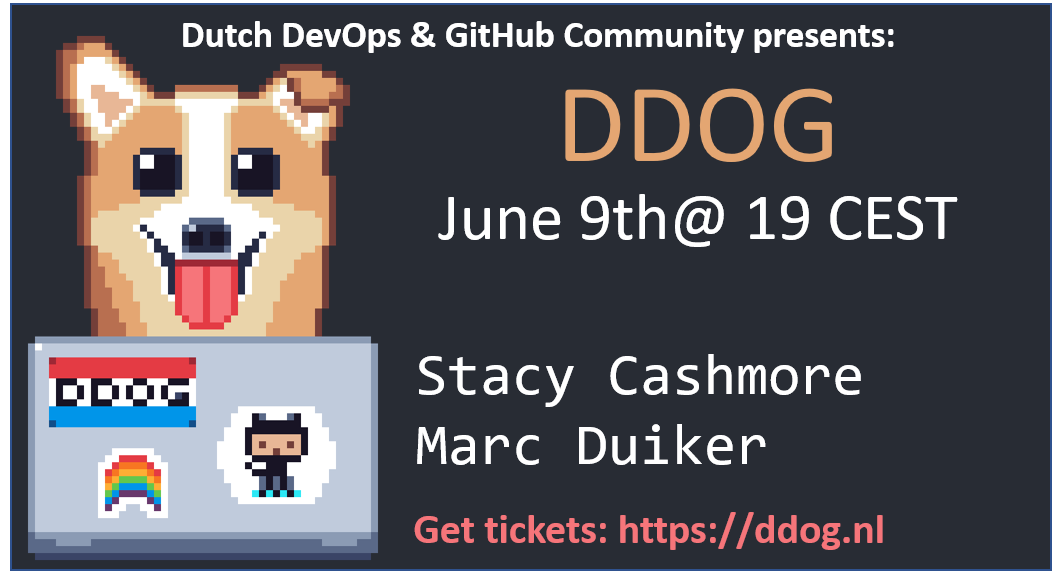 Dutch DevOps & GitHub Community presents:
DDOG
June 9th@ 19 CEST
Stacy Cashmore
Marc Duiker
DDOG
Get tickets: https://ddog.nl